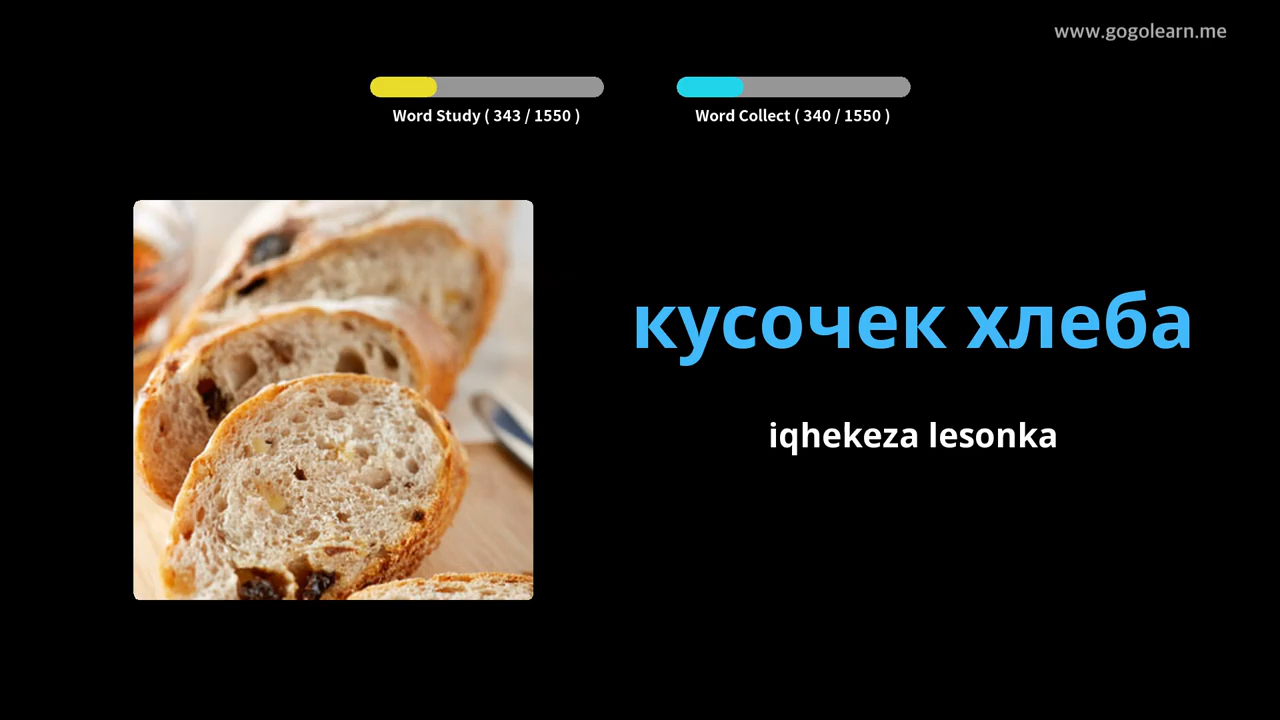 www.gogolearn.me
Word Study ( 343 / 1550 )
Word Collect ( 340 / 1550 )
кусочек хлеба
iqhekeza lesonka